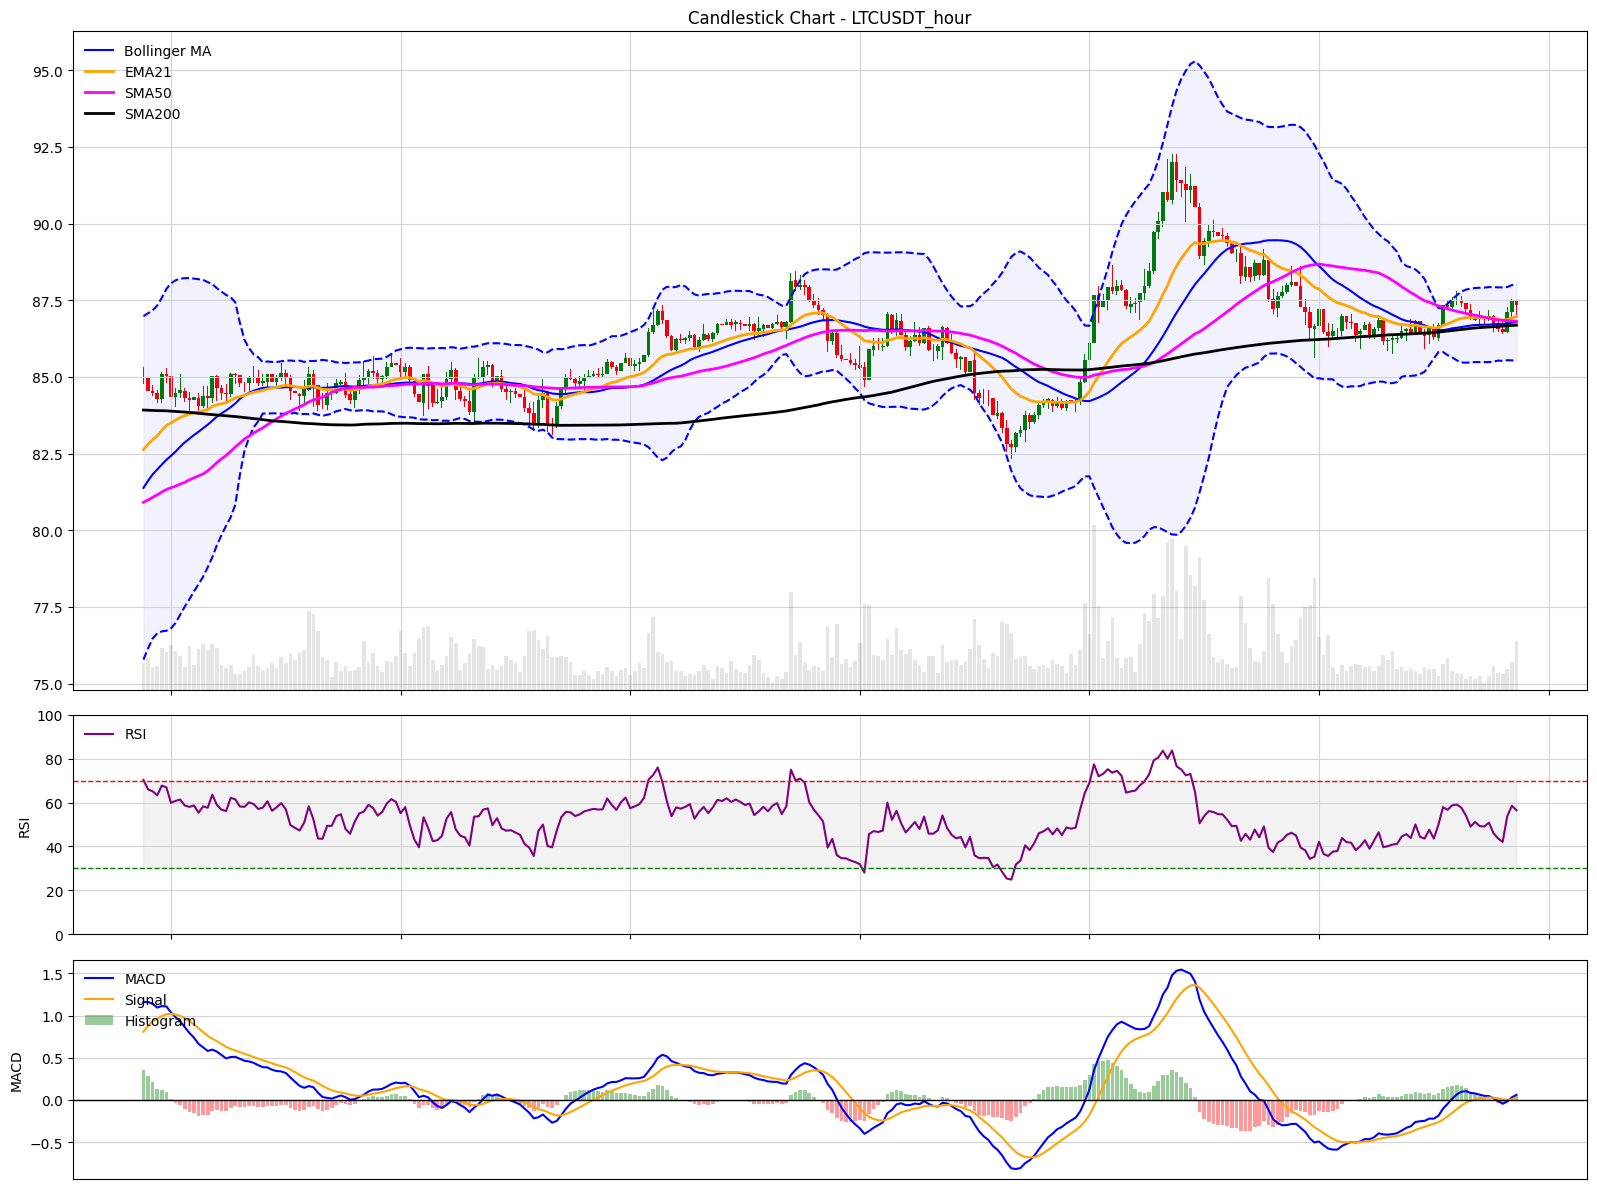 Candlestick Chart - LTCUSDT_hour
Bollinger MA
EMA21
SMA50
SMA200
95.0
92.5
90.0
87.5
85.0
82.5
80.0
77.5
75.0
RSI
100
80
60
40
20
0
RSI
MACD
Signal
Histogram
1.5
1.0
0.5
0.0
−0.5
MACD